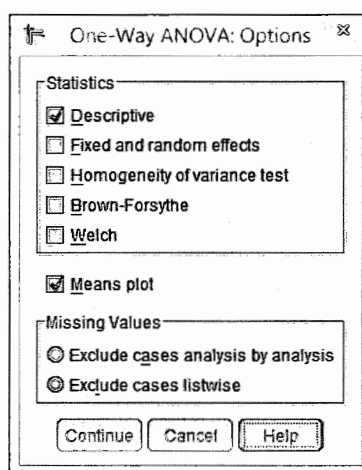 One-Way ANOVA: Options
Statistics
Descriptive
Fixed and random effects
Homogeneity of variance test
Brown-Forsythe
Welch
Means plot
Missing Values
Exclude cases analysis by analysis
Exclude cases listwise
Continue Cancel Help